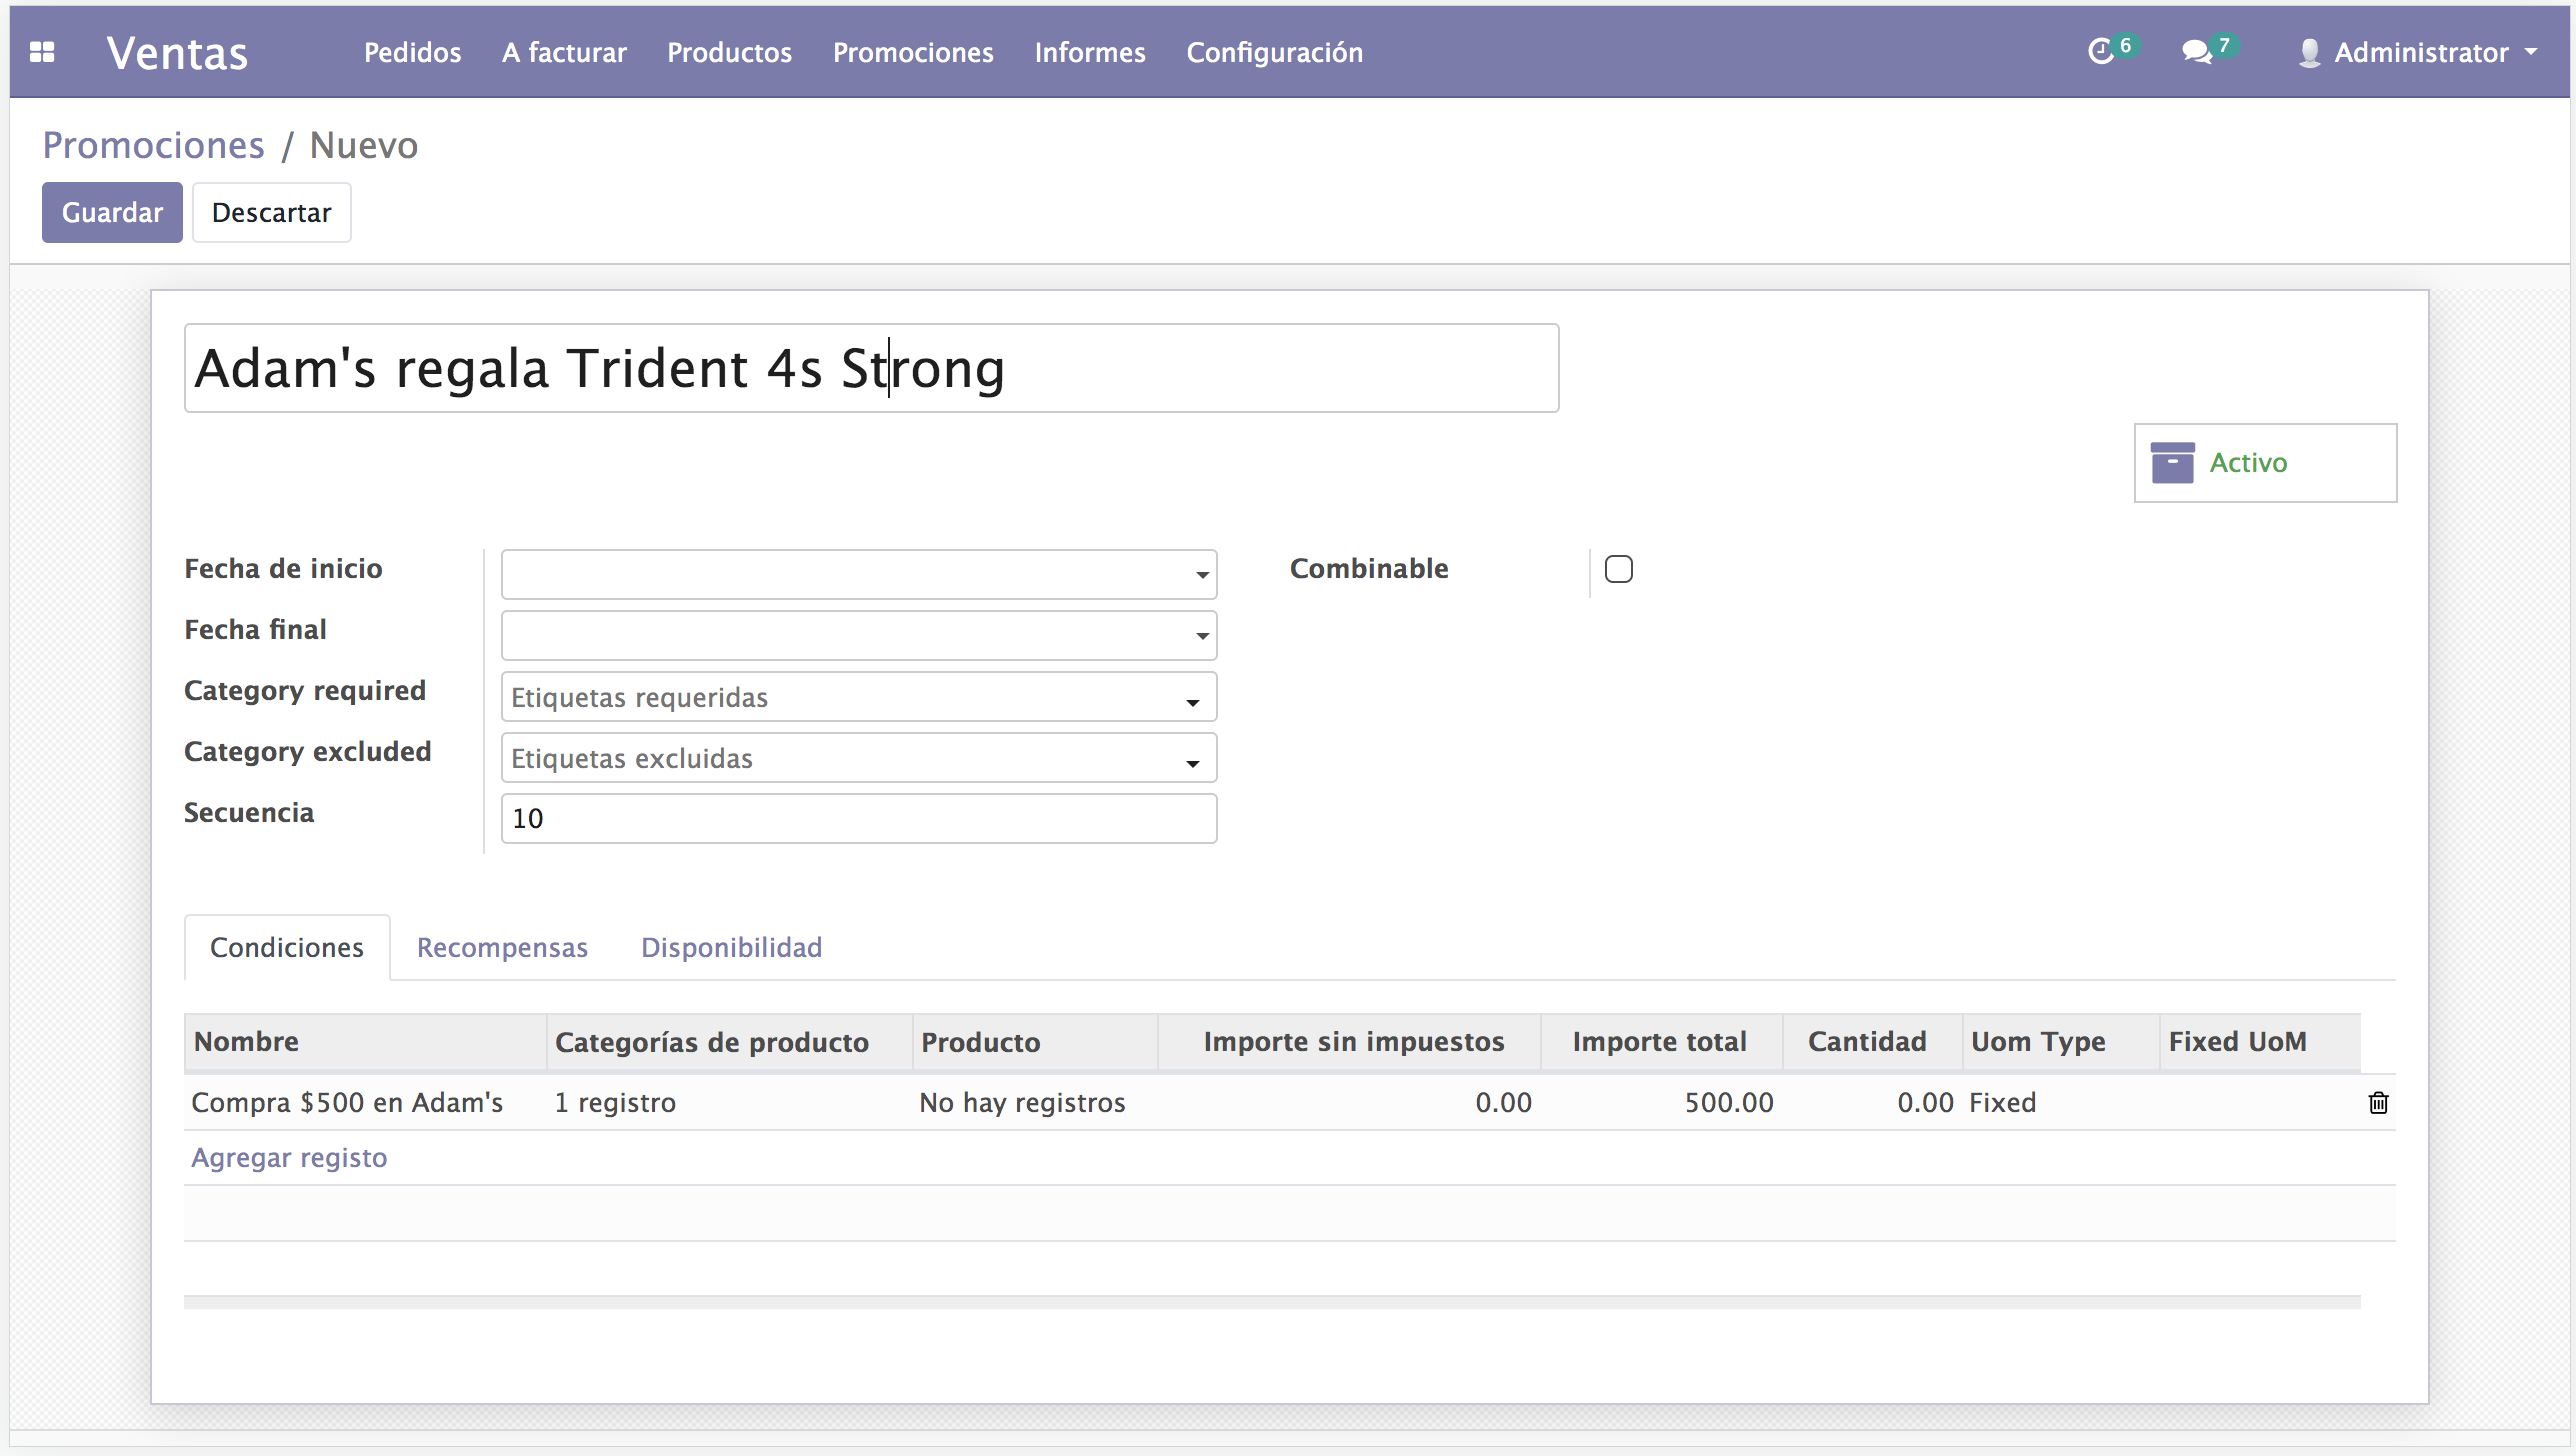 Ventas Pedidos A facturar Productos Promociones Informes Configuración 6 7 Administrator
Promociones / Nuevo
Guardar Descartar
Adam's regala Trident 4s Strong
Activo
Fecha de inicio Combinable
Fecha final
Category required Etiquetas requeridas
Category excluded Etiquetas excluidas
Secuencia 10
Condiciones Recompensas Disponibilidad
Nombre Categorías de producto Producto Importe sin impuestos Importe total Cantidad Uom Type Fixed UoM
Compra $500 en Adam's 1 registro No hay registros 0.00 500.00 0.00 Fixed
Agregar registo